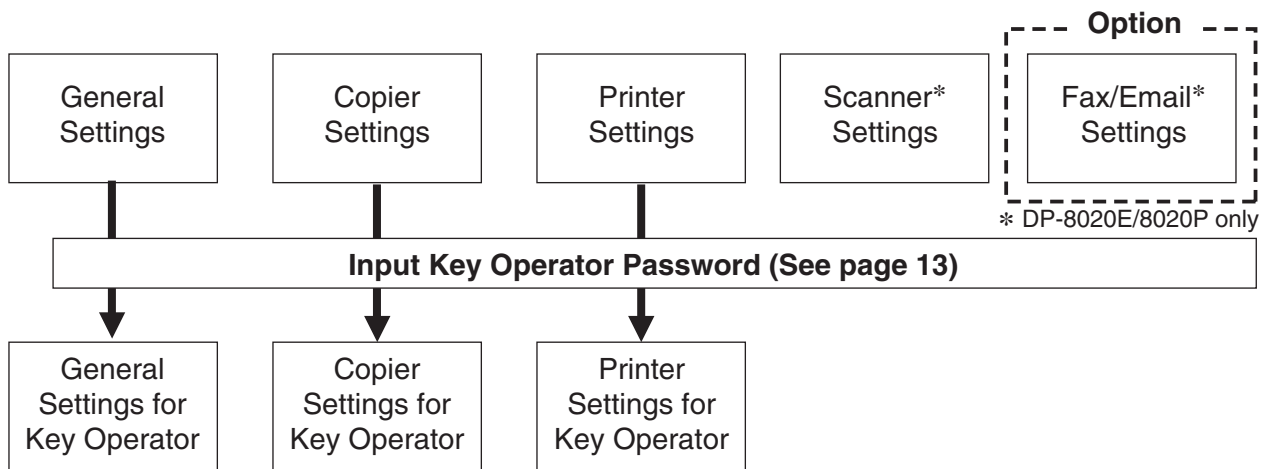 Option
General
Settings
Copier
Settings
Printer
Settings
Scanner*
Settings
Fax/Email*
Settings
* DP-8020E/8020P only
Input Key Operator Password (See page 13)
General
Settings for
Key Operator
Copier
Settings for
Key Operator
Printer
Settings for
Key Operator